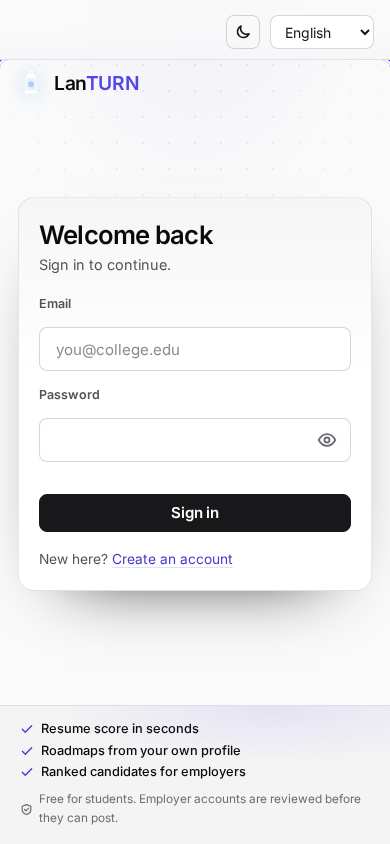 English
LanTURN
Welcome back
Sign in to continue.
Email
you@college.edu
Password
Sign in
New here? Create an account
Resume score in seconds
Roadmaps from your own profile
Ranked candidates for employers
Free for students. Employer accounts are reviewed before
they can post.